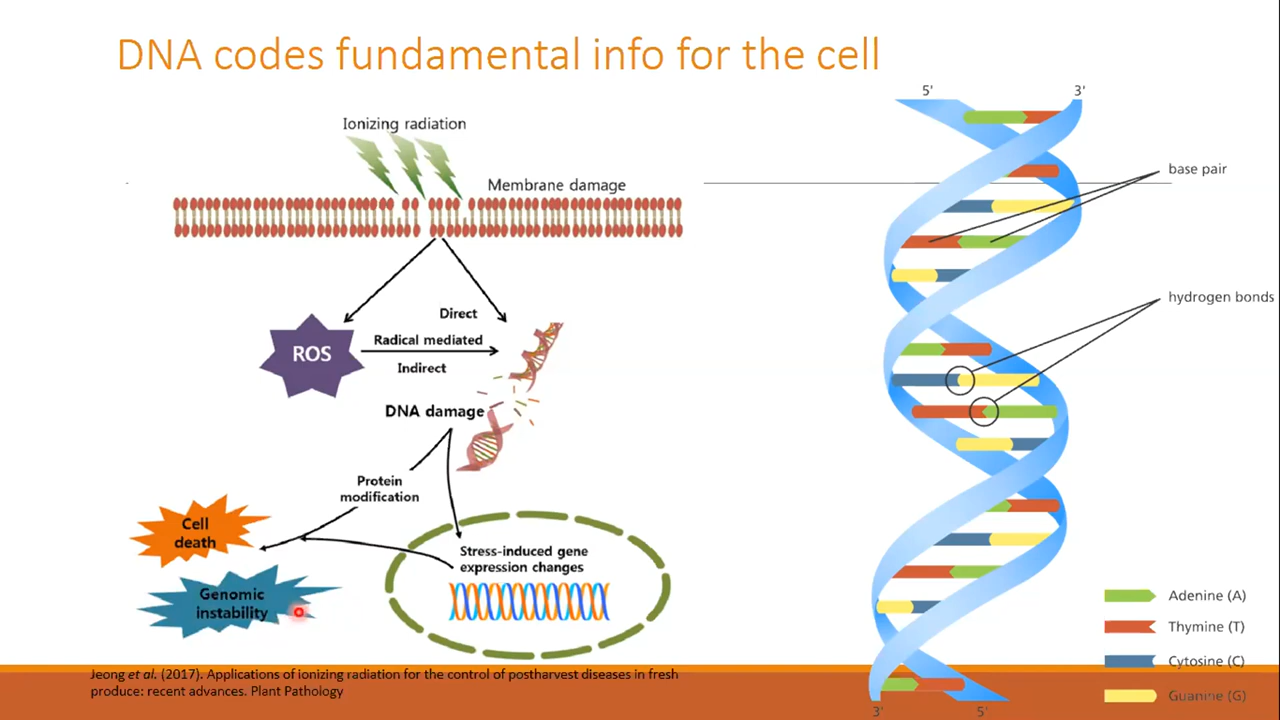 DNA codes fundamental info for the cell
Ionizing radiation
Membrane damage
Direct
ROS
Radical mediated
Indirect
DNA damage
Protein
modification
Cell
death
Genomic
instability
Stress-induced gene
expression changes
Jeong et al. (2017). Applications of ionizing radiation for the control of postharvest diseases in fresh
produce: recent advances. Plant Pathology
5'
3'
base pair
hydrogen bonds
Adenine (A)
Thymine (T)
Cytosine (C)
Guanine (G)
3'
5'